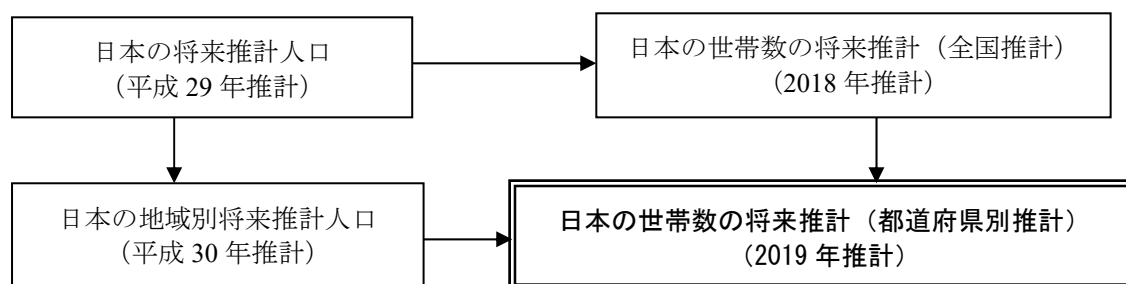 日本の将来推計人口
（平成 29 年推計）
日本の世帯数の将来推計（全国推計）
（2018 年推計）
日本の地域別将来推計人口
（平成 30 年推計）
日本の世帯数の将来推計（都道府県別推計）
（2019 年推計）